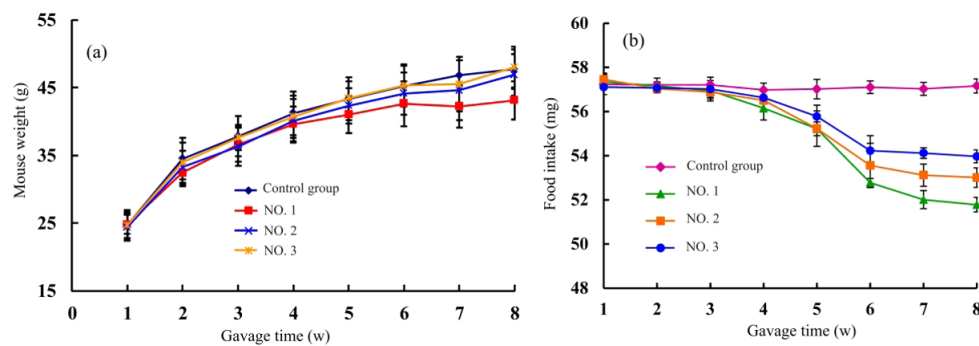 (a)
Mouse weight (g)
55
45
35
25
15
0 1 2 3 4 5 6 7 8
Gavage time (w)
Control group
NO. 1
NO. 2
NO. 3
(b)
Food intake (mg)
60
58
56
54
52
50
48
1 2 3 4 5 6 7 8
Gavage time (w)
Control group
NO. 1
NO. 2
NO. 3